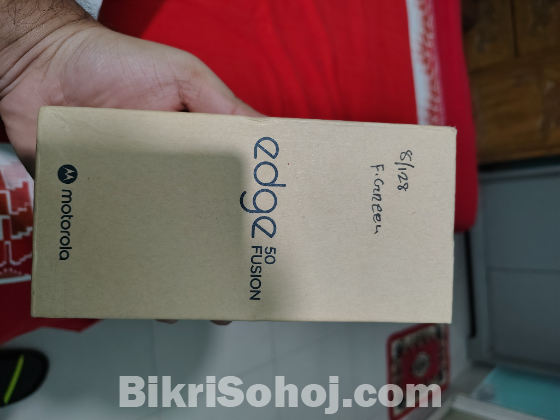 8/128
F.Green
edge
50
FUSION
motorola
BikriSohoj.com